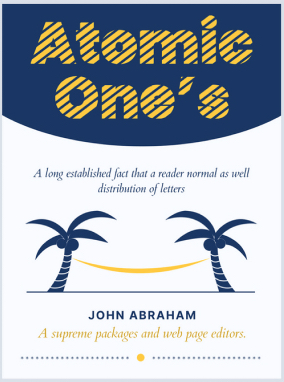 Atomic
One's
A long established fact that a reader normal as well
distribution of letters
JOHN ABRAHAM
A supreme packages and web page editors.